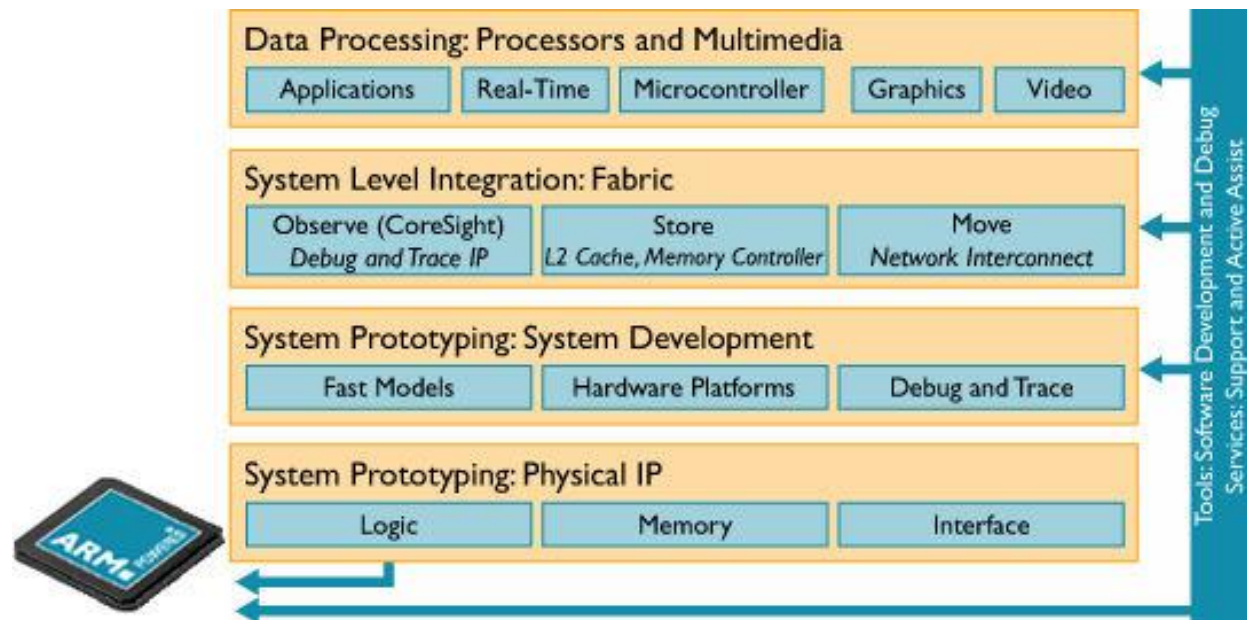 Data Processing: Processors and Multimedia
Applications
Real-Time
Microcontroller
Graphics
Video
System Level Integration: Fabric
Observe (CoreSight)
Debug and Trace IP
Store
L2 Cache, Memory Controller
Move
Network Interconnect
System Prototyping: System Development
Fast Models
Hardware Platforms
Debug and Trace
System Prototyping: Physical IP
Logic
Memory
Interface
Tools: Software Development and Debug
Services: Support and Active Assist
ARM
POWERED